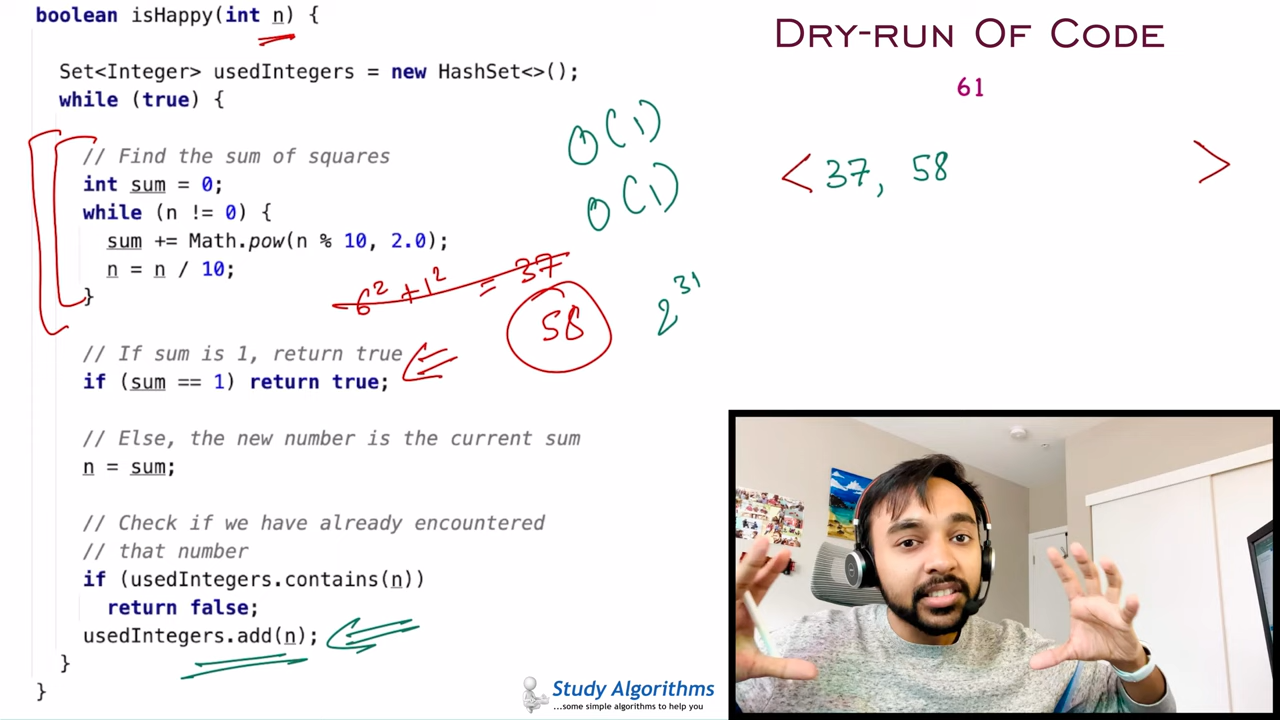 boolean isHappy(int n) {
Set<Integer> usedIntegers = new HashSet<>();
while (true) {
// Find the sum of squares
int sum = 0;
while (n != 0) {
sum += Math.pow(n % 10, 2.0);
n = n / 10;
}
// If sum is 1, return true
if (sum == 1) return true;
// Else, the new number is the current sum
n = sum;
// Check if we have already encountered
// that number
if (usedIntegers.contains(n))
return false;
usedIntegers.add(n);
}
}
6² + 1² = 37
58
O(1)
O(1)
2³¹
Dry-run Of Code
61
< 37, 58 >
Study Algorithms
...some simple algorithms to help you